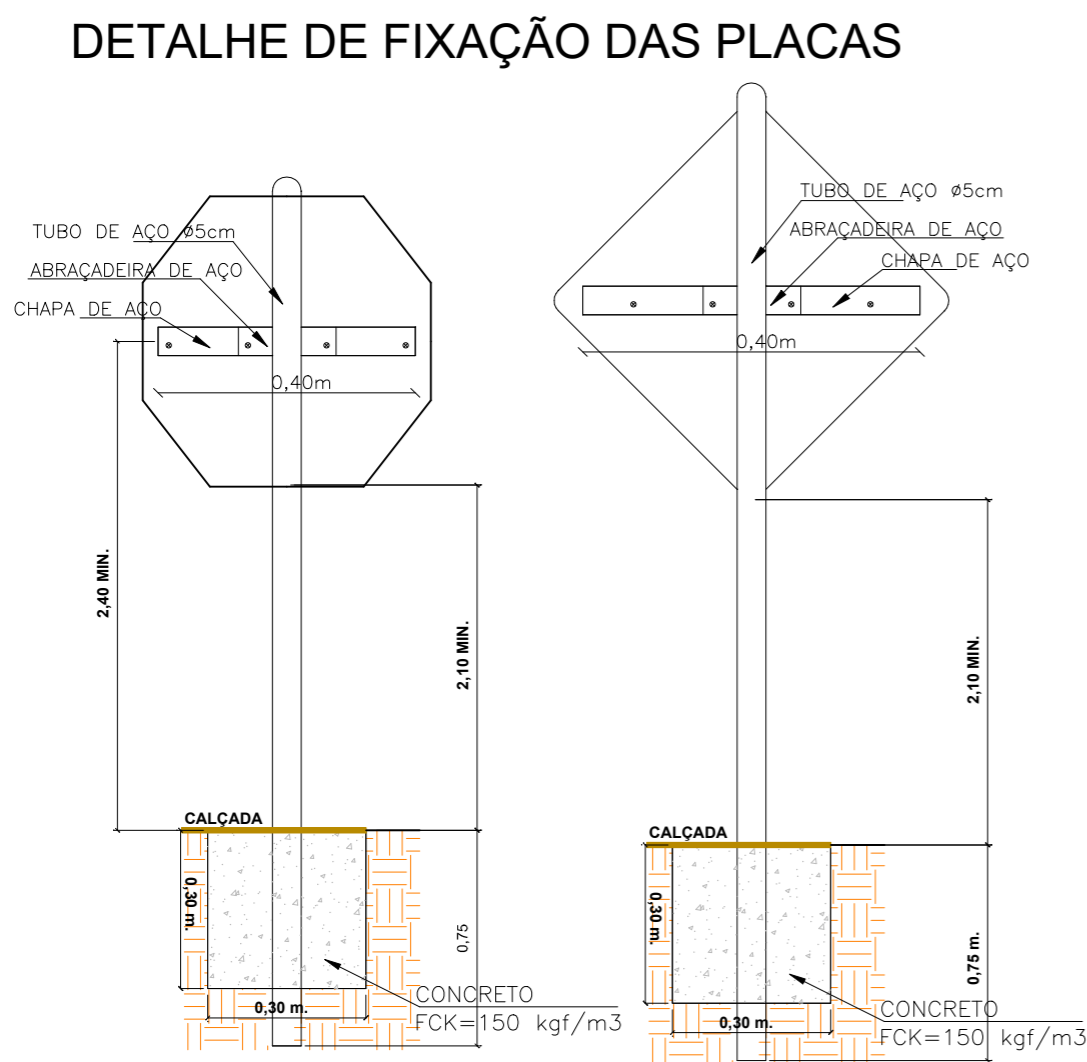 DETALHE DE FIXAÇÃO DAS PLACAS
TUBO DE AÇO ø5cm
ABRAÇADEIRA DE AÇO
CHAPA DE AÇO
0,40m
2,40 MIN.
2,10 MIN.
CALÇADA
0,30 m.
0,30 m.
0,75
CONCRETO
FCK=150 kgf/m3
TUBO DE AÇO ø5cm
ABRAÇADEIRA DE AÇO
CHAPA DE AÇO
0,40m
2,10 MIN.
CALÇADA
0,30 m.
0,30 m.
0,75 m.
CONCRETO
FCK=150 kgf/m3